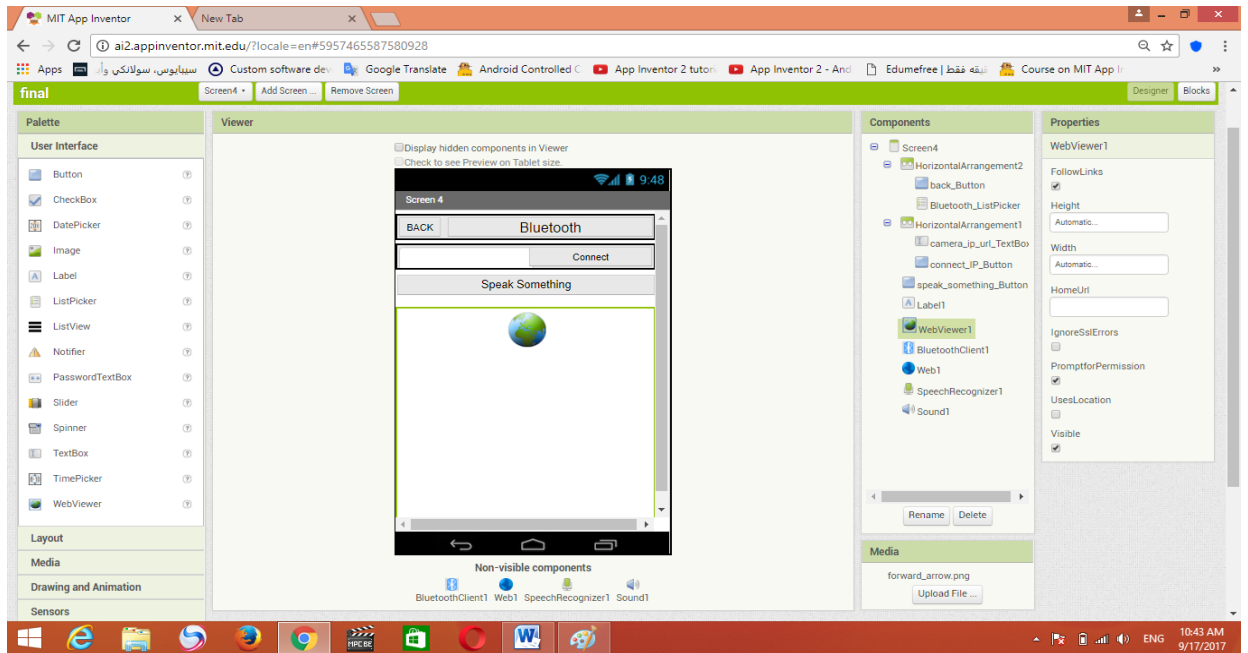 MIT App Inventor
New Tab
ai2.appinventor.mit.edu/?locale=en#5957465587580928
Apps
سيبايوس، سولانكي وأ
Custom software dev
Google Translate
Android Controlled C
App Inventor 2 tutori
App Inventor 2 - And
Edumefree | فقط
Course on MIT App I
»
final
Screen4
Add Screen ...
Remove Screen
Designer
Blocks
Palette
User Interface
Button
CheckBox
DatePicker
Image
Label
ListPicker
ListView
Notifier
PasswordTextBox
Slider
Spinner
TextBox
TimePicker
WebViewer
Layout
Media
Drawing and Animation
Sensors
Viewer
Display hidden components in Viewer
Check to see Preview on Tablet size.
9:48
Screen 4
BACK
Bluetooth
Connect
Speak Something
Non-visible components
BluetoothClient1 Web1 SpeechRecognizer1 Sound1
Components
Screen4
HorizontalArrangement2
back_Button
Bluetooth_ListPicker
HorizontalArrangement1
camera_ip_url_TextBox
connect_IP_Button
speak_something_Button
Label1
WebViewer1
BluetoothClient1
Web1
SpeechRecognizer1
Sound1
Rename
Delete
Media
forward_arrow.png
Upload File ...
Properties
WebViewer1
FollowLinks
Height
Automatic...
Width
Automatic...
HomeUrl
IgnoreSslErrors
PromptforPermission
UsesLocation
Visible
MPC BE
ENG
10:43 AM
9/17/2017